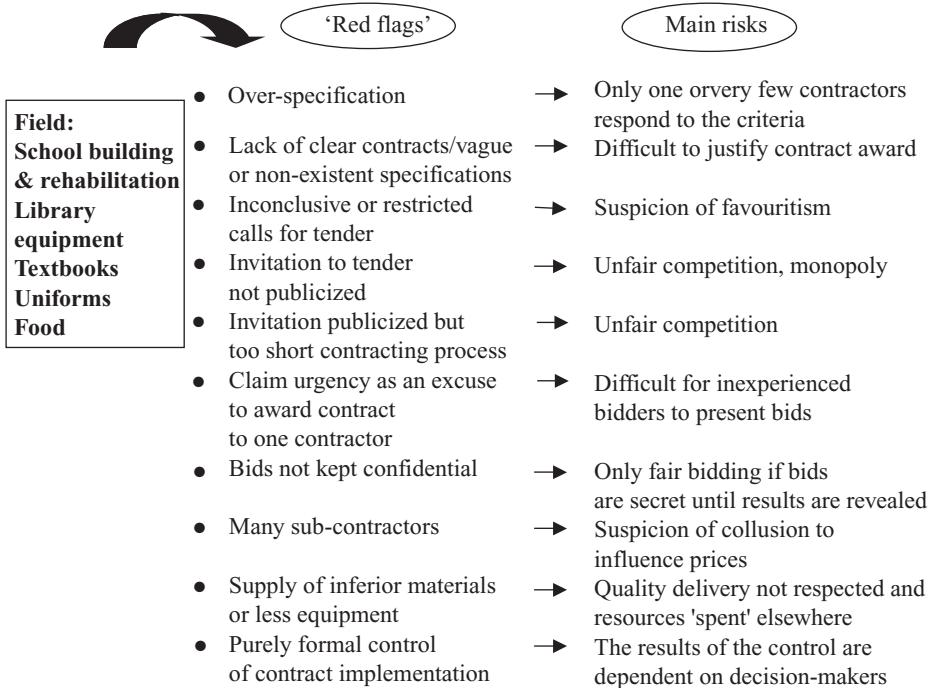 ‘Red flags’
Main risks
Field:
School building
& rehabilitation
Library
equipment
Textbooks
Uniforms
Food
● Over-specification
Only one orvery few contractors
respond to the criteria
● Lack of clear contracts/vague
or non-existent specifications
Difficult to justify contract award
● Inconclusive or restricted
calls for tender
Suspicion of favouritism
● Invitation to tender
not publicized
Unfair competition, monopoly
● Invitation publicized but
too short contracting process
Unfair competition
● Claim urgency as an excuse
to award contract
to one contractor
Difficult for inexperienced
bidders to present bids
● Bids not kept confidential
Only fair bidding if bids
are secret until results are revealed
● Many sub-contractors
Suspicion of collusion to
influence prices
● Supply of inferior materials
or less equipment
Quality delivery not respected and
resources 'spent' elsewhere
● Purely formal control
of contract implementation
The results of the control are
dependent on decision-makers